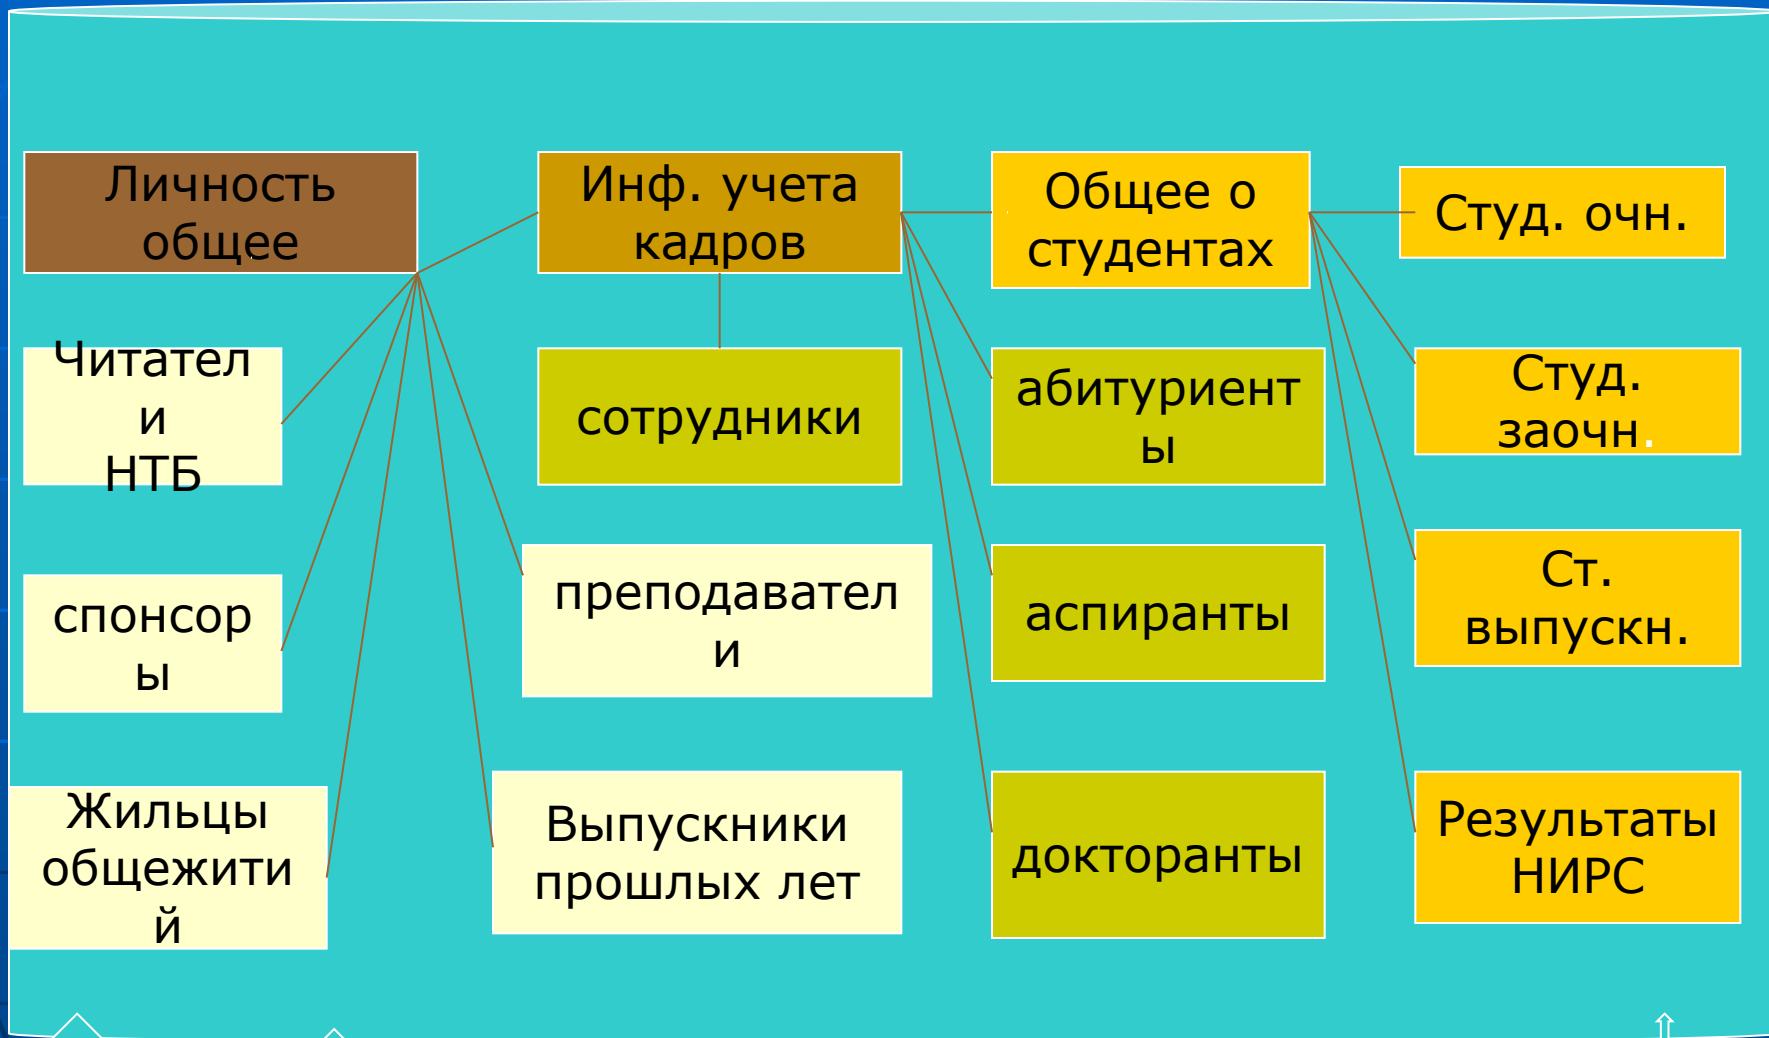 Личность
общее
Инф. учета
кадров
Общее о
студентах
Студ. очн.
Читател
и
НТБ
сотрудники
абитуриент
ы
Студ.
заочн.
спонсор
ы
преподавател
и
аспиранты
Ст.
выпускн.
Жильцы
общежити
й
Выпускники
прошлых лет
докторанты
Результаты
НИРС